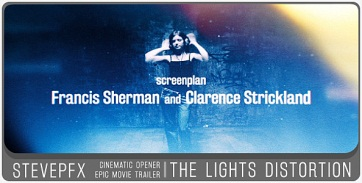 screenplan
Francis Sherman and Clarence Strickland
STEVEPFX
CINEMATIC OPENER
EPIC MOVIE TRAILER
THE LIGHTS DISTORTION